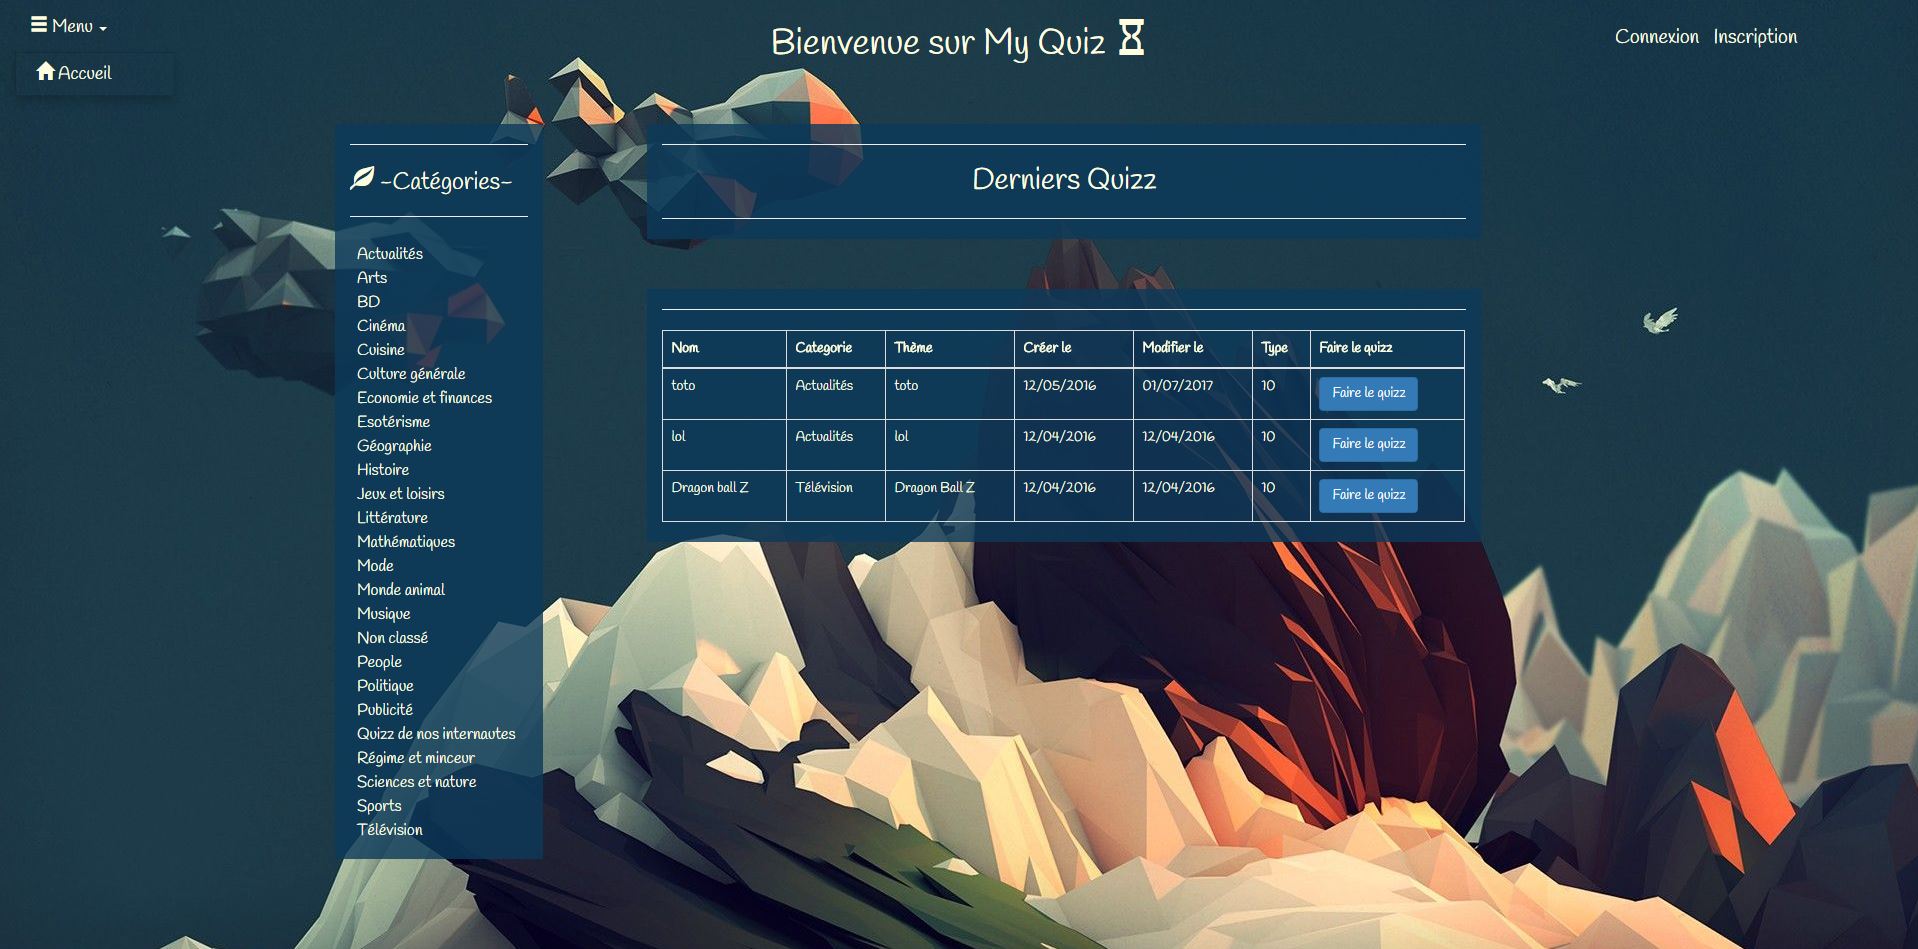 Menu
Accueil
Bienvenue sur My Quiz
Connexion Inscription
-Catégories-
Actualités
Arts
BD
Cinéma
Cuisine
Culture générale
Economie et finances
Esotérisme
Géographie
Histoire
Jeux et loisirs
Littérature
Mathématiques
Mode
Monde animal
Musique
Non classé
People
Politique
Publicité
Quizz de nos internautes
Régime et minceur
Sciences et nature
Sports
Télévision
Derniers Quizz
Nom Categorie Thème Créer le Modifier le Type Faire le quizz
toto Actualités toto 12/05/2016 01/07/2017 10 Faire le quizz
lol Actualités lol 12/04/2016 12/04/2016 10 Faire le quizz
Dragon ball Z Télévision Dragon Ball Z 12/04/2016 12/04/2016 10 Faire le quizz